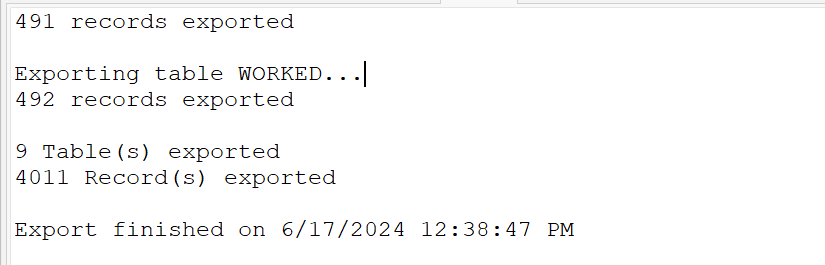 491 records exported
Exporting table WORKED...
492 records exported
9 Table(s) exported
4011 Record(s) exported
Export finished on 6/17/2024 12:38:47 PM